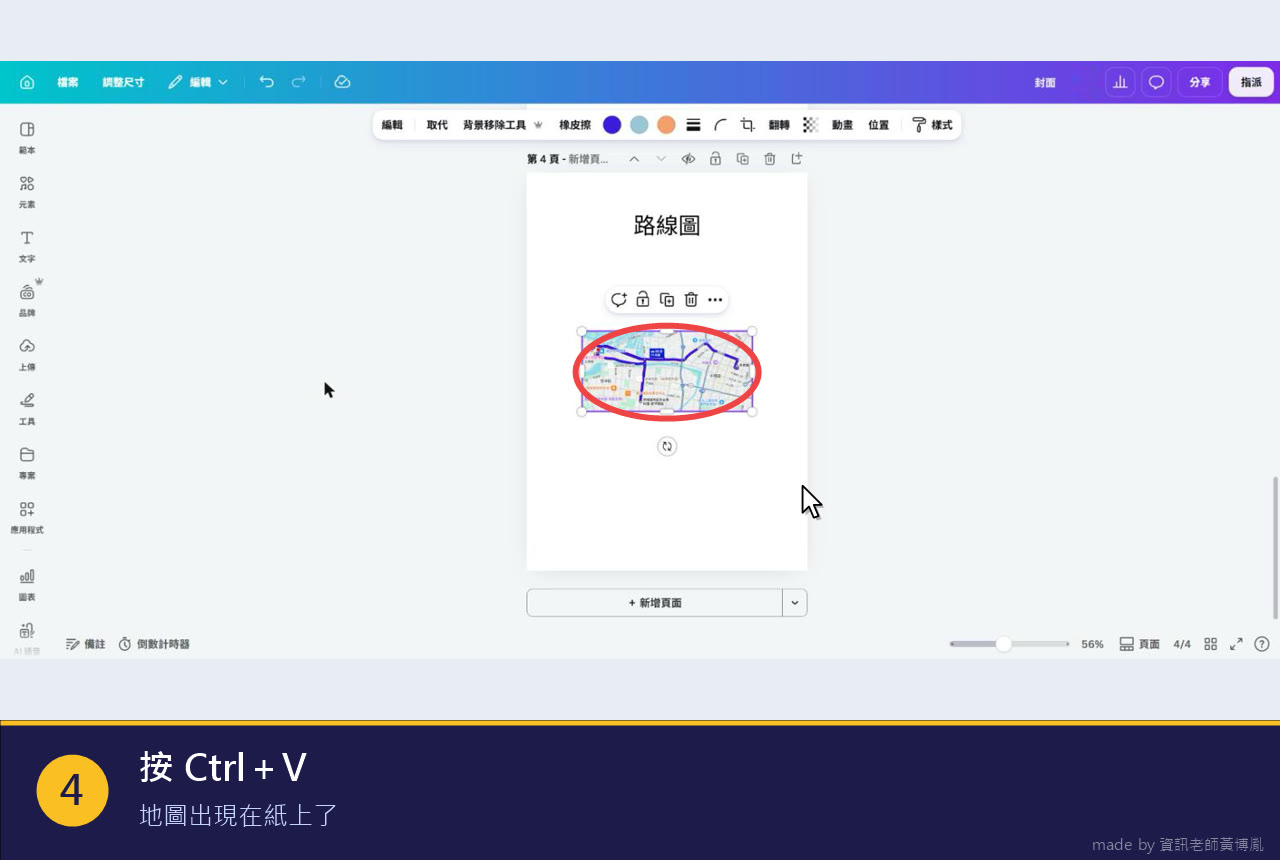 檔案 調整尺寸 編輯 封面 分享 指派
編輯 取代 背景移除工具 橡皮擦 翻轉 動畫 位置 樣式
第 4 頁 - 新增頁...
範本
元素
文字
品牌
上傳
工具
專案
應用程式
圖表
AI 語音
路線圖
+ 新增頁面
備註 倒數計時器 56% 頁面 4/4
4
按 Ctrl + V
地圖出現在紙上了
made by 資訊老師黃博胤